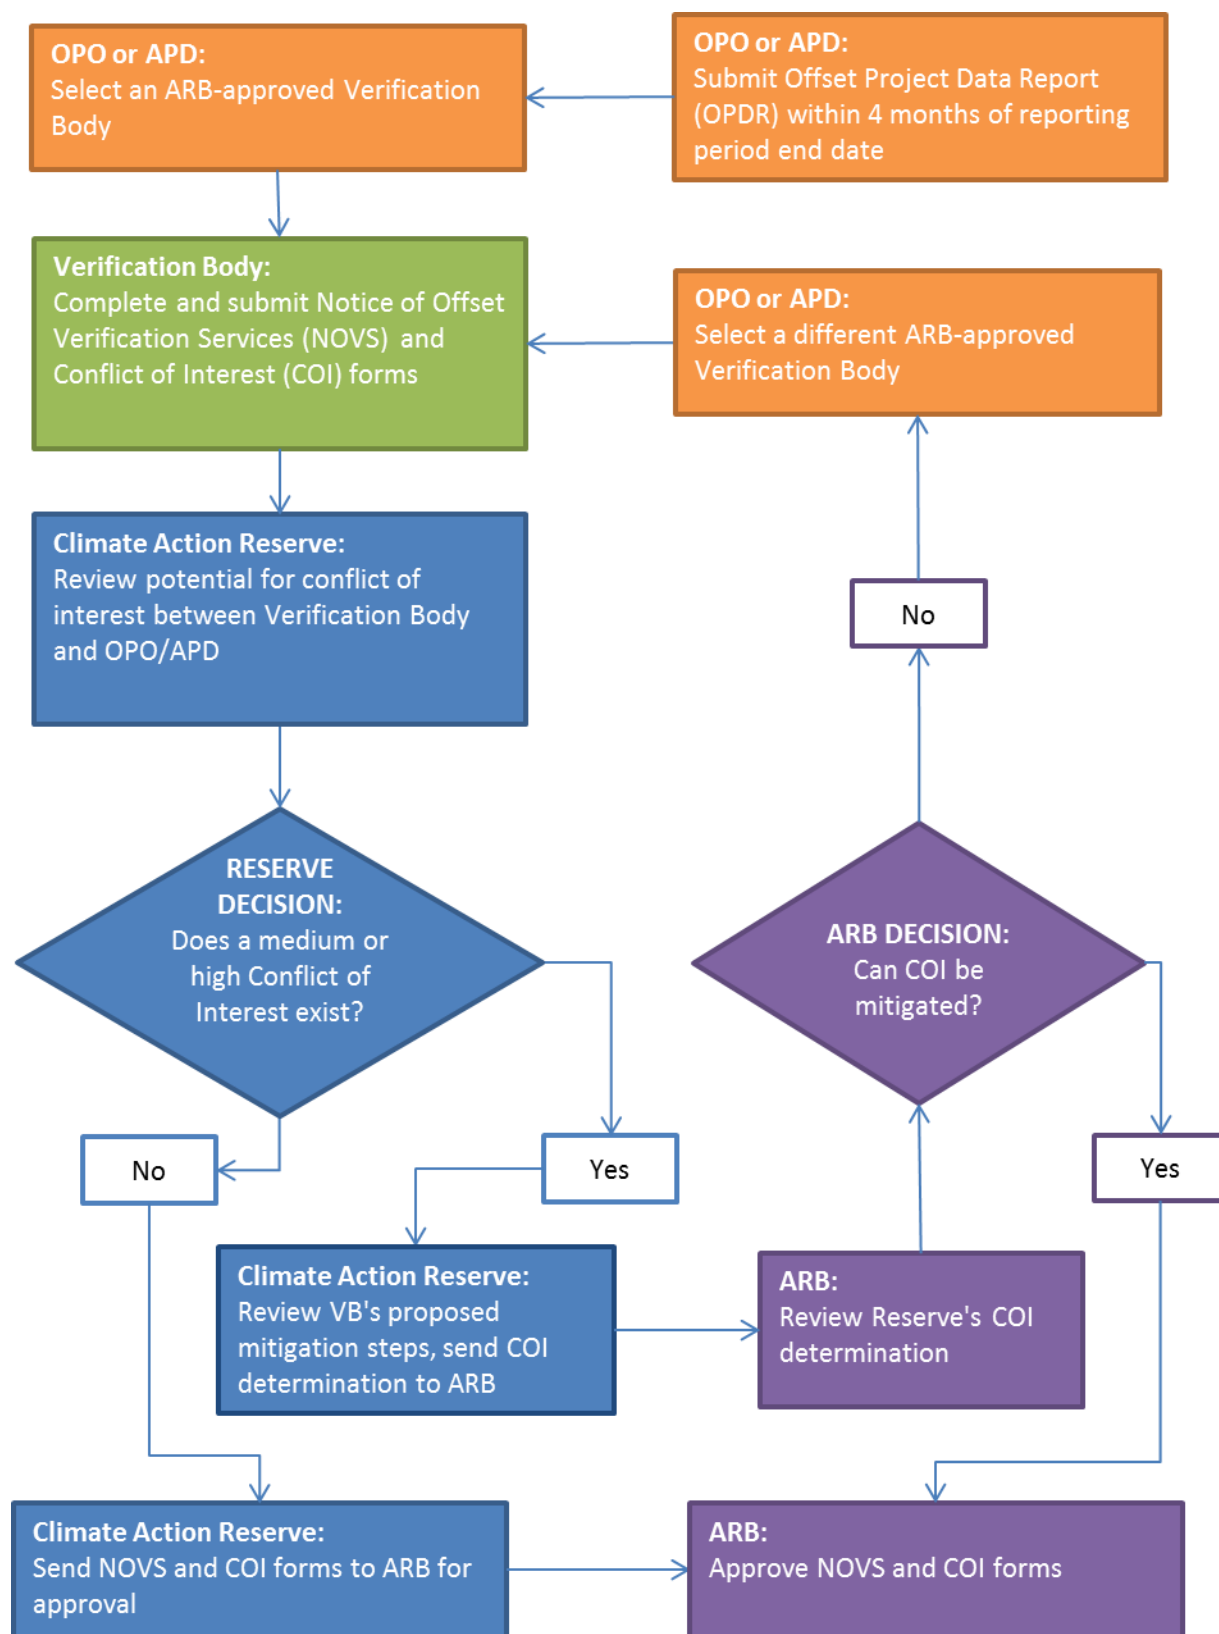 OPO or APD:
Select an ARB-approved Verification
Body
OPO or APD:
Submit Offset Project Data Report
(OPDR) within 4 months of reporting
period end date
Verification Body:
Complete and submit Notice of Offset
Verification Services (NOVS) and
Conflict of Interest (COI) forms
OPO or APD:
Select a different ARB-approved
Verification Body
Climate Action Reserve:
Review potential for conflict of
interest between Verification Body
and OPO/APD
No
RESERVE
DECISION:
Does a medium or
high Conflict of
Interest exist?
ARB DECISION:
Can COI be
mitigated?
No
Yes
Yes
Climate Action Reserve:
Review VB's proposed
mitigation steps, send COI
determination to ARB
ARB:
Review Reserve's COI
determination
Climate Action Reserve:
Send NOVS and COI forms to ARB for
approval
ARB:
Approve NOVS and COI forms